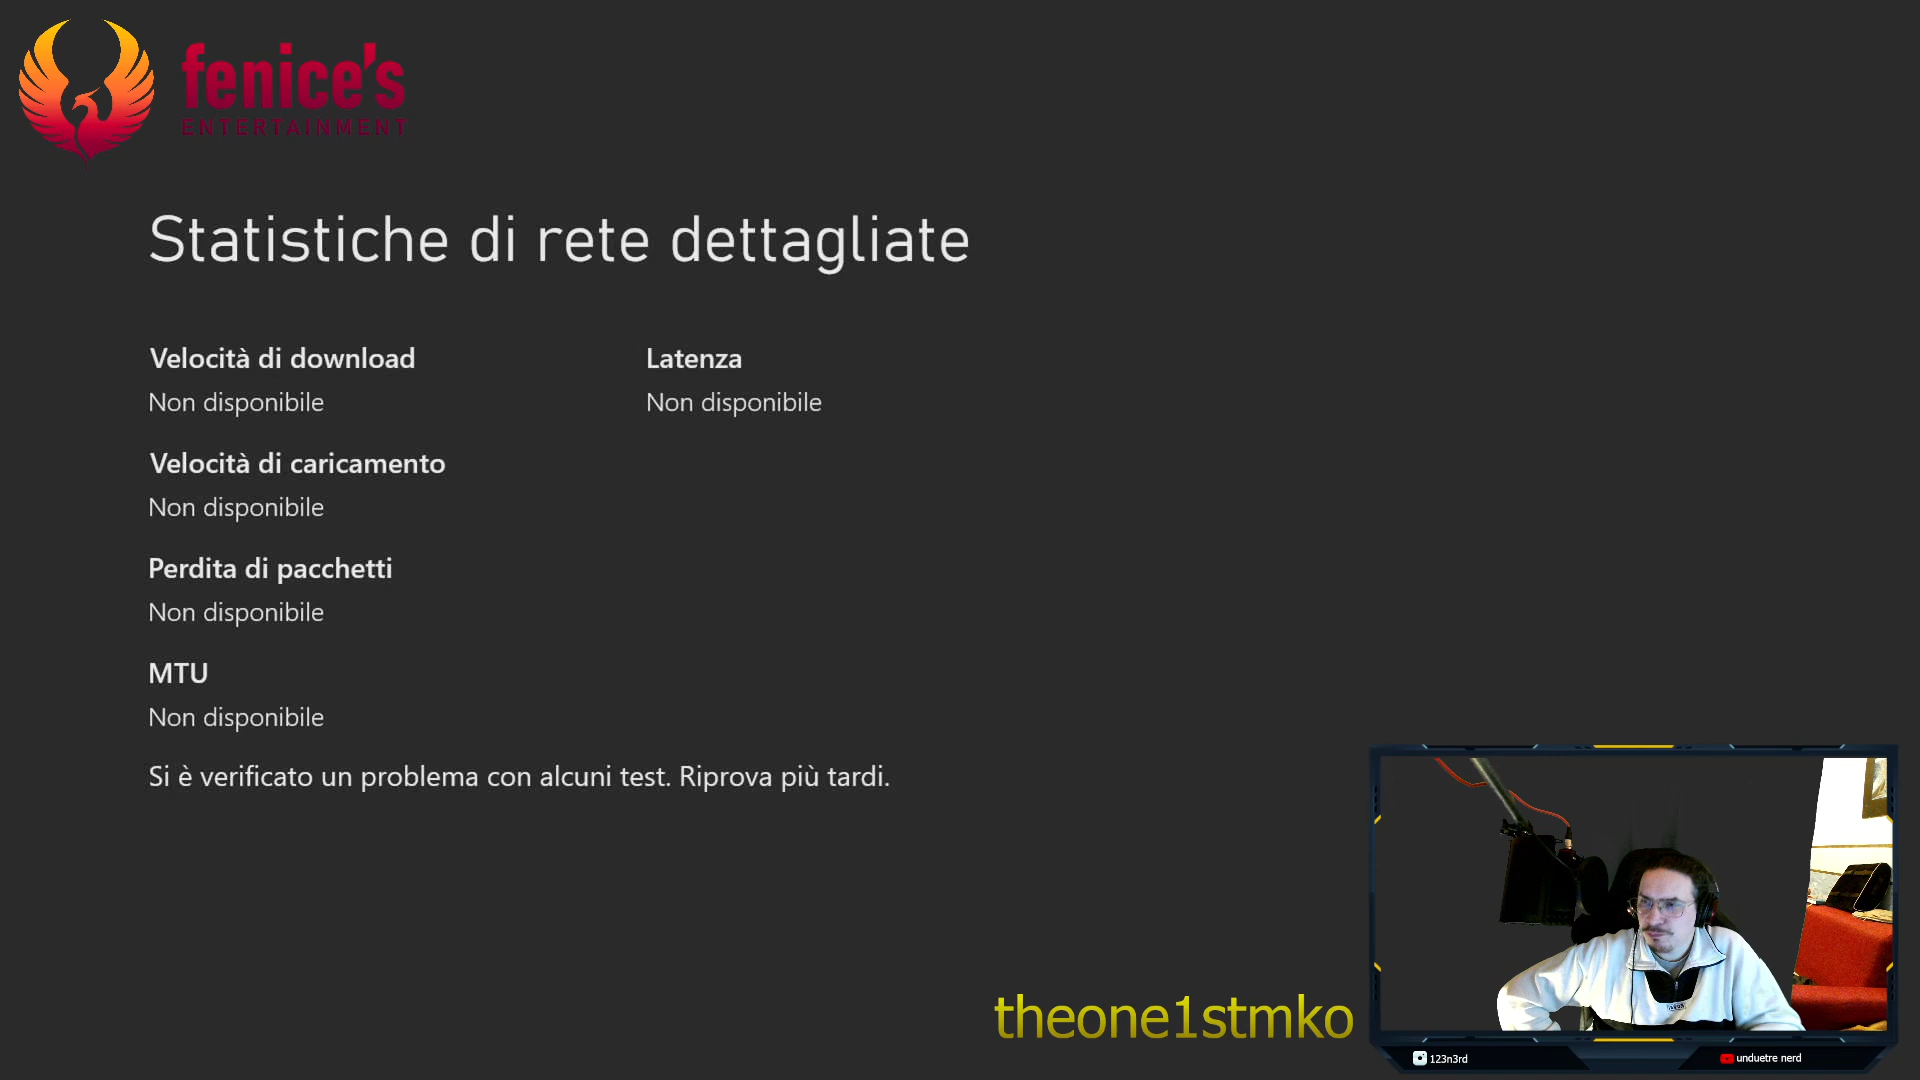 fenice's
ENTERTAINMENT
Statistiche di rete dettagliate
Velocità di download
Non disponibile
Latenza
Non disponibile
Velocità di caricamento
Non disponibile
Perdita di pacchetti
Non disponibile
MTU
Non disponibile
Si è verificato un problema con alcuni test. Riprova più tardi.
theone1stmko
123n3rd
unduetre nerd